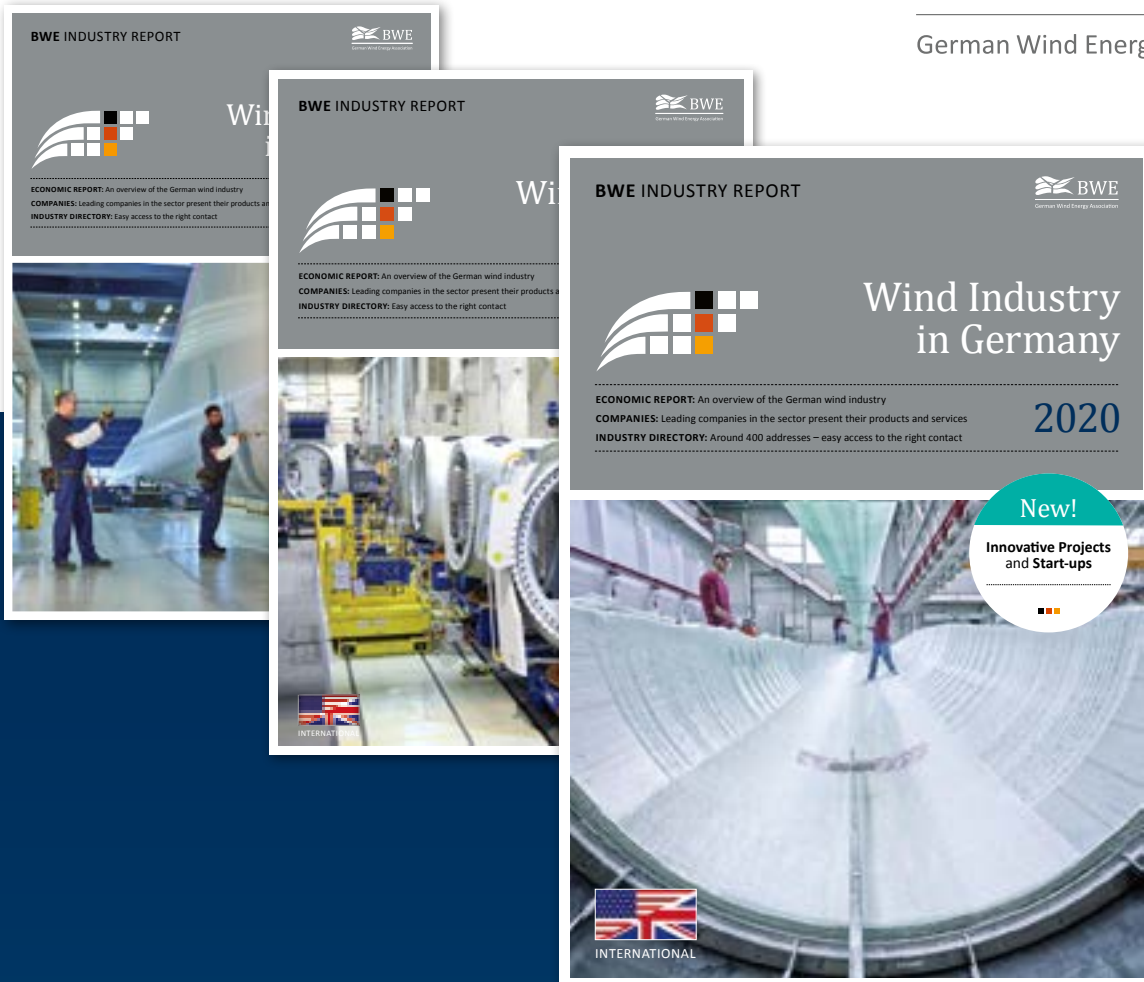 BWE INDUSTRY REPORT
BWE
German Wind Energy Association
ECONOMIC REPORT: An overview of the German wind industry
COMPANIES: Leading companies in the sector present their products
INDUSTRY DIRECTORY: Easy access to the right contact
BWE INDUSTRY REPORT
BWE
German Wind Energy Association
ECONOMIC REPORT: An overview of the German wind industry
COMPANIES: Leading companies in the sector present their products
INDUSTRY DIRECTORY: Easy access to the right contact
INTERNATIONAL
German Wind
BWE INDUSTRY REPORT
BWE
German Wind Energy Association
Wind Industry
in Germany
ECONOMIC REPORT: An overview of the German wind industry
COMPANIES: Leading companies in the sector present their products and services
INDUSTRY DIRECTORY: Around 400 addresses – easy access to the right contact
2020
New!
Innovative Projects
and Start-ups
INTERNATIONAL